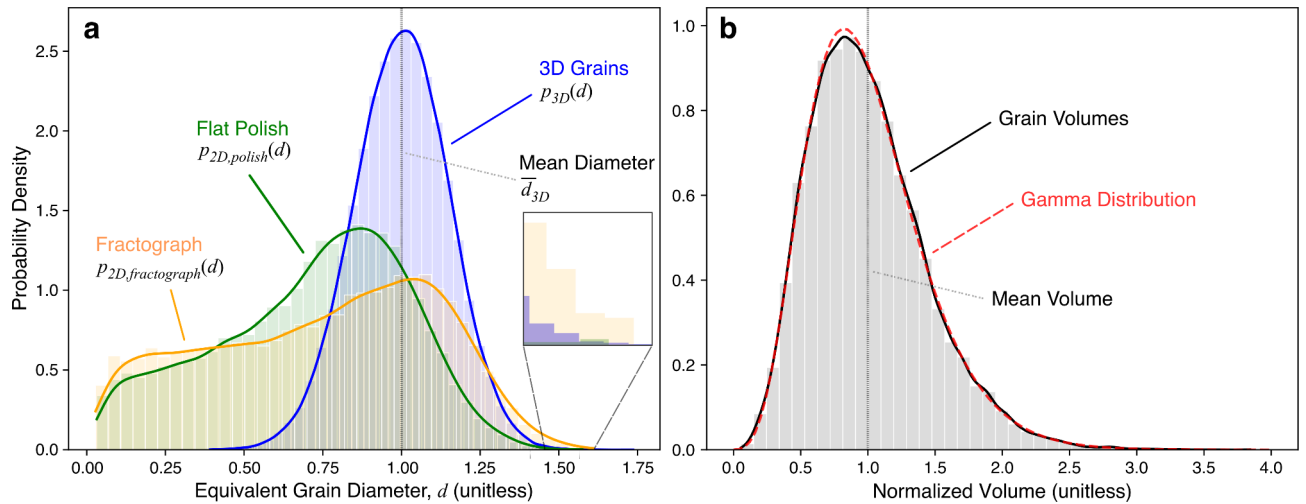 a
Probability Density
2.5
2.0
1.5
1.0
0.5
0.0
3D Grains
p3D(d)
Flat Polish
p2D,polish(d)
Mean Diameter
d̅3D
Fractograph
p2D,fractograph(d)
0.00 0.25 0.50 0.75 1.00 1.25 1.50 1.75
Equivalent Grain Diameter, d (unitless)
b
1.0
0.8
0.6
0.4
0.2
0.0
Grain Volumes
Gamma Distribution
Mean Volume
0.0 0.5 1.0 1.5 2.0 2.5 3.0 3.5 4.0
Normalized Volume (unitless)